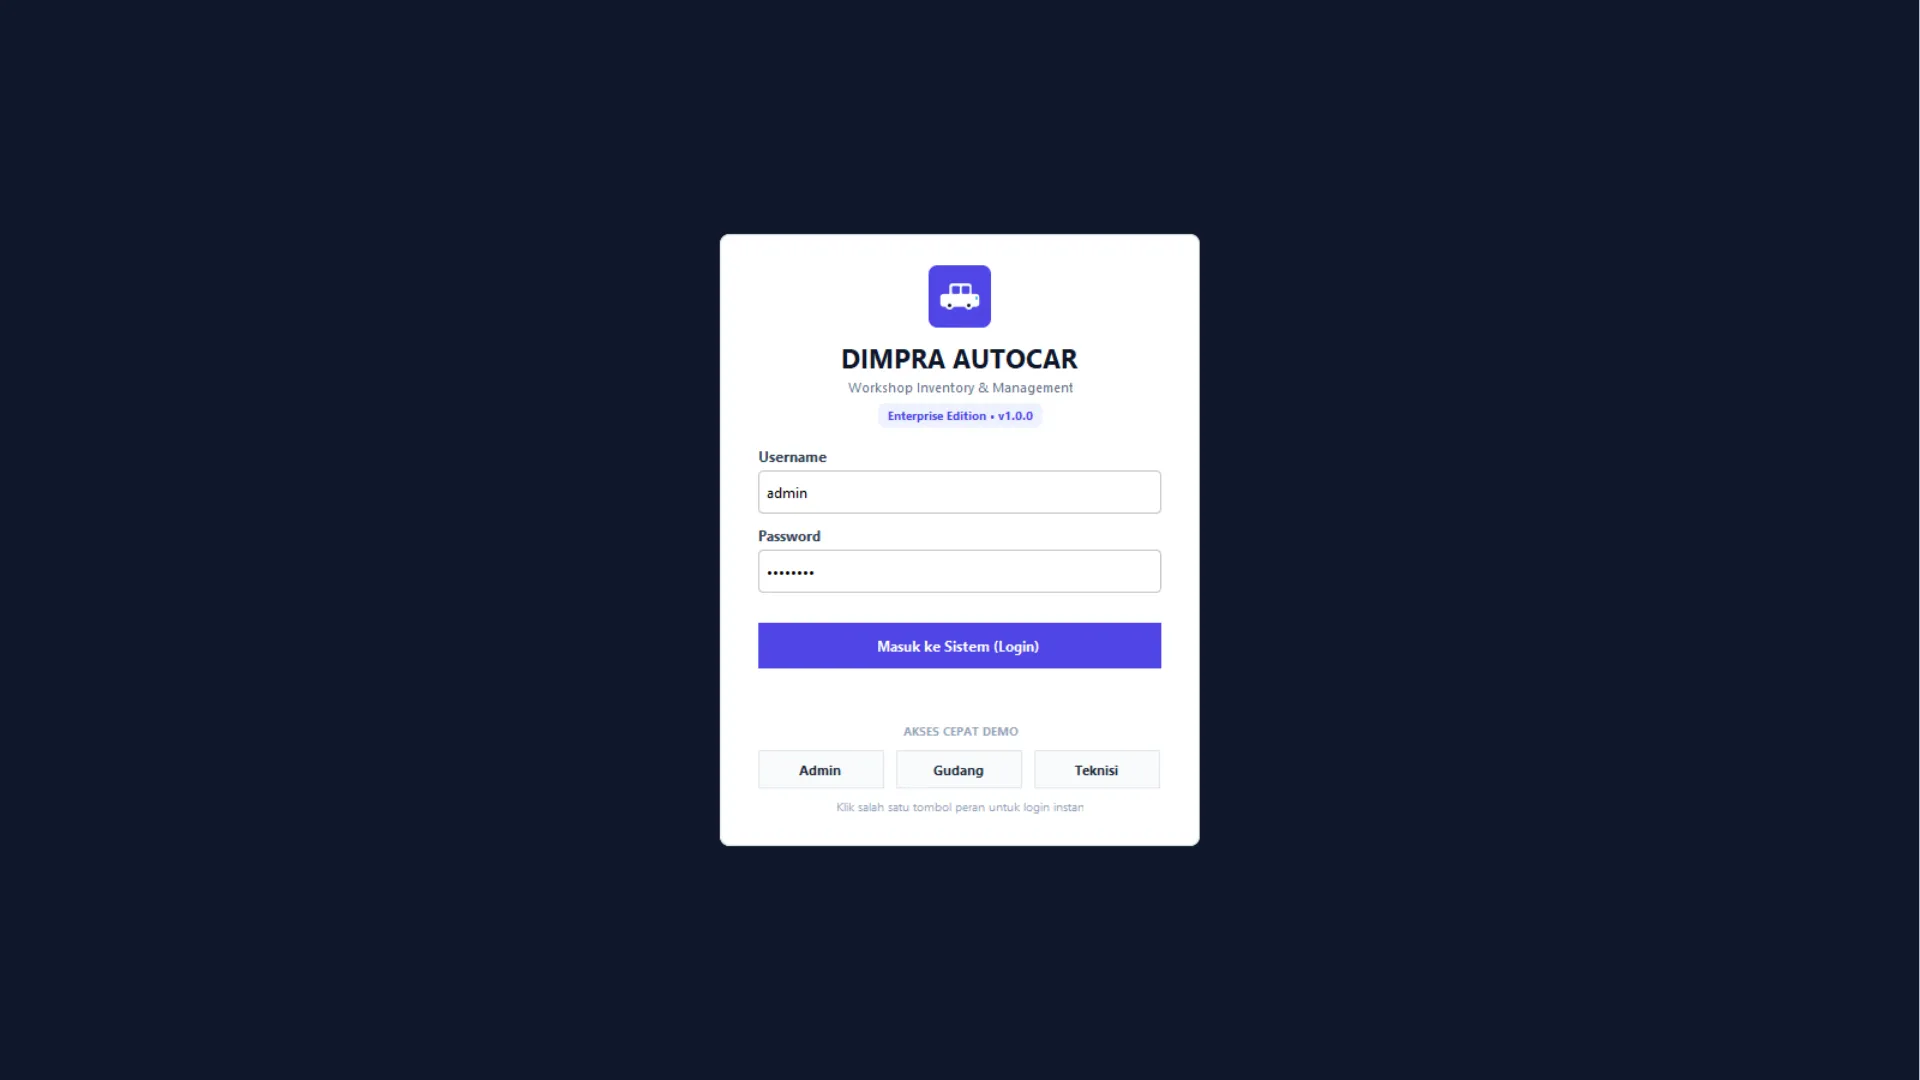 DIMPRA AUTOCAR
Workshop Inventory & Management
Enterprise Edition • v1.0.0
Username
admin
Password
••••••••
Masuk ke Sistem (Login)
AKSES CEPAT DEMO
Admin Gudang Teknisi
Klik salah satu tombol peran untuk login instan